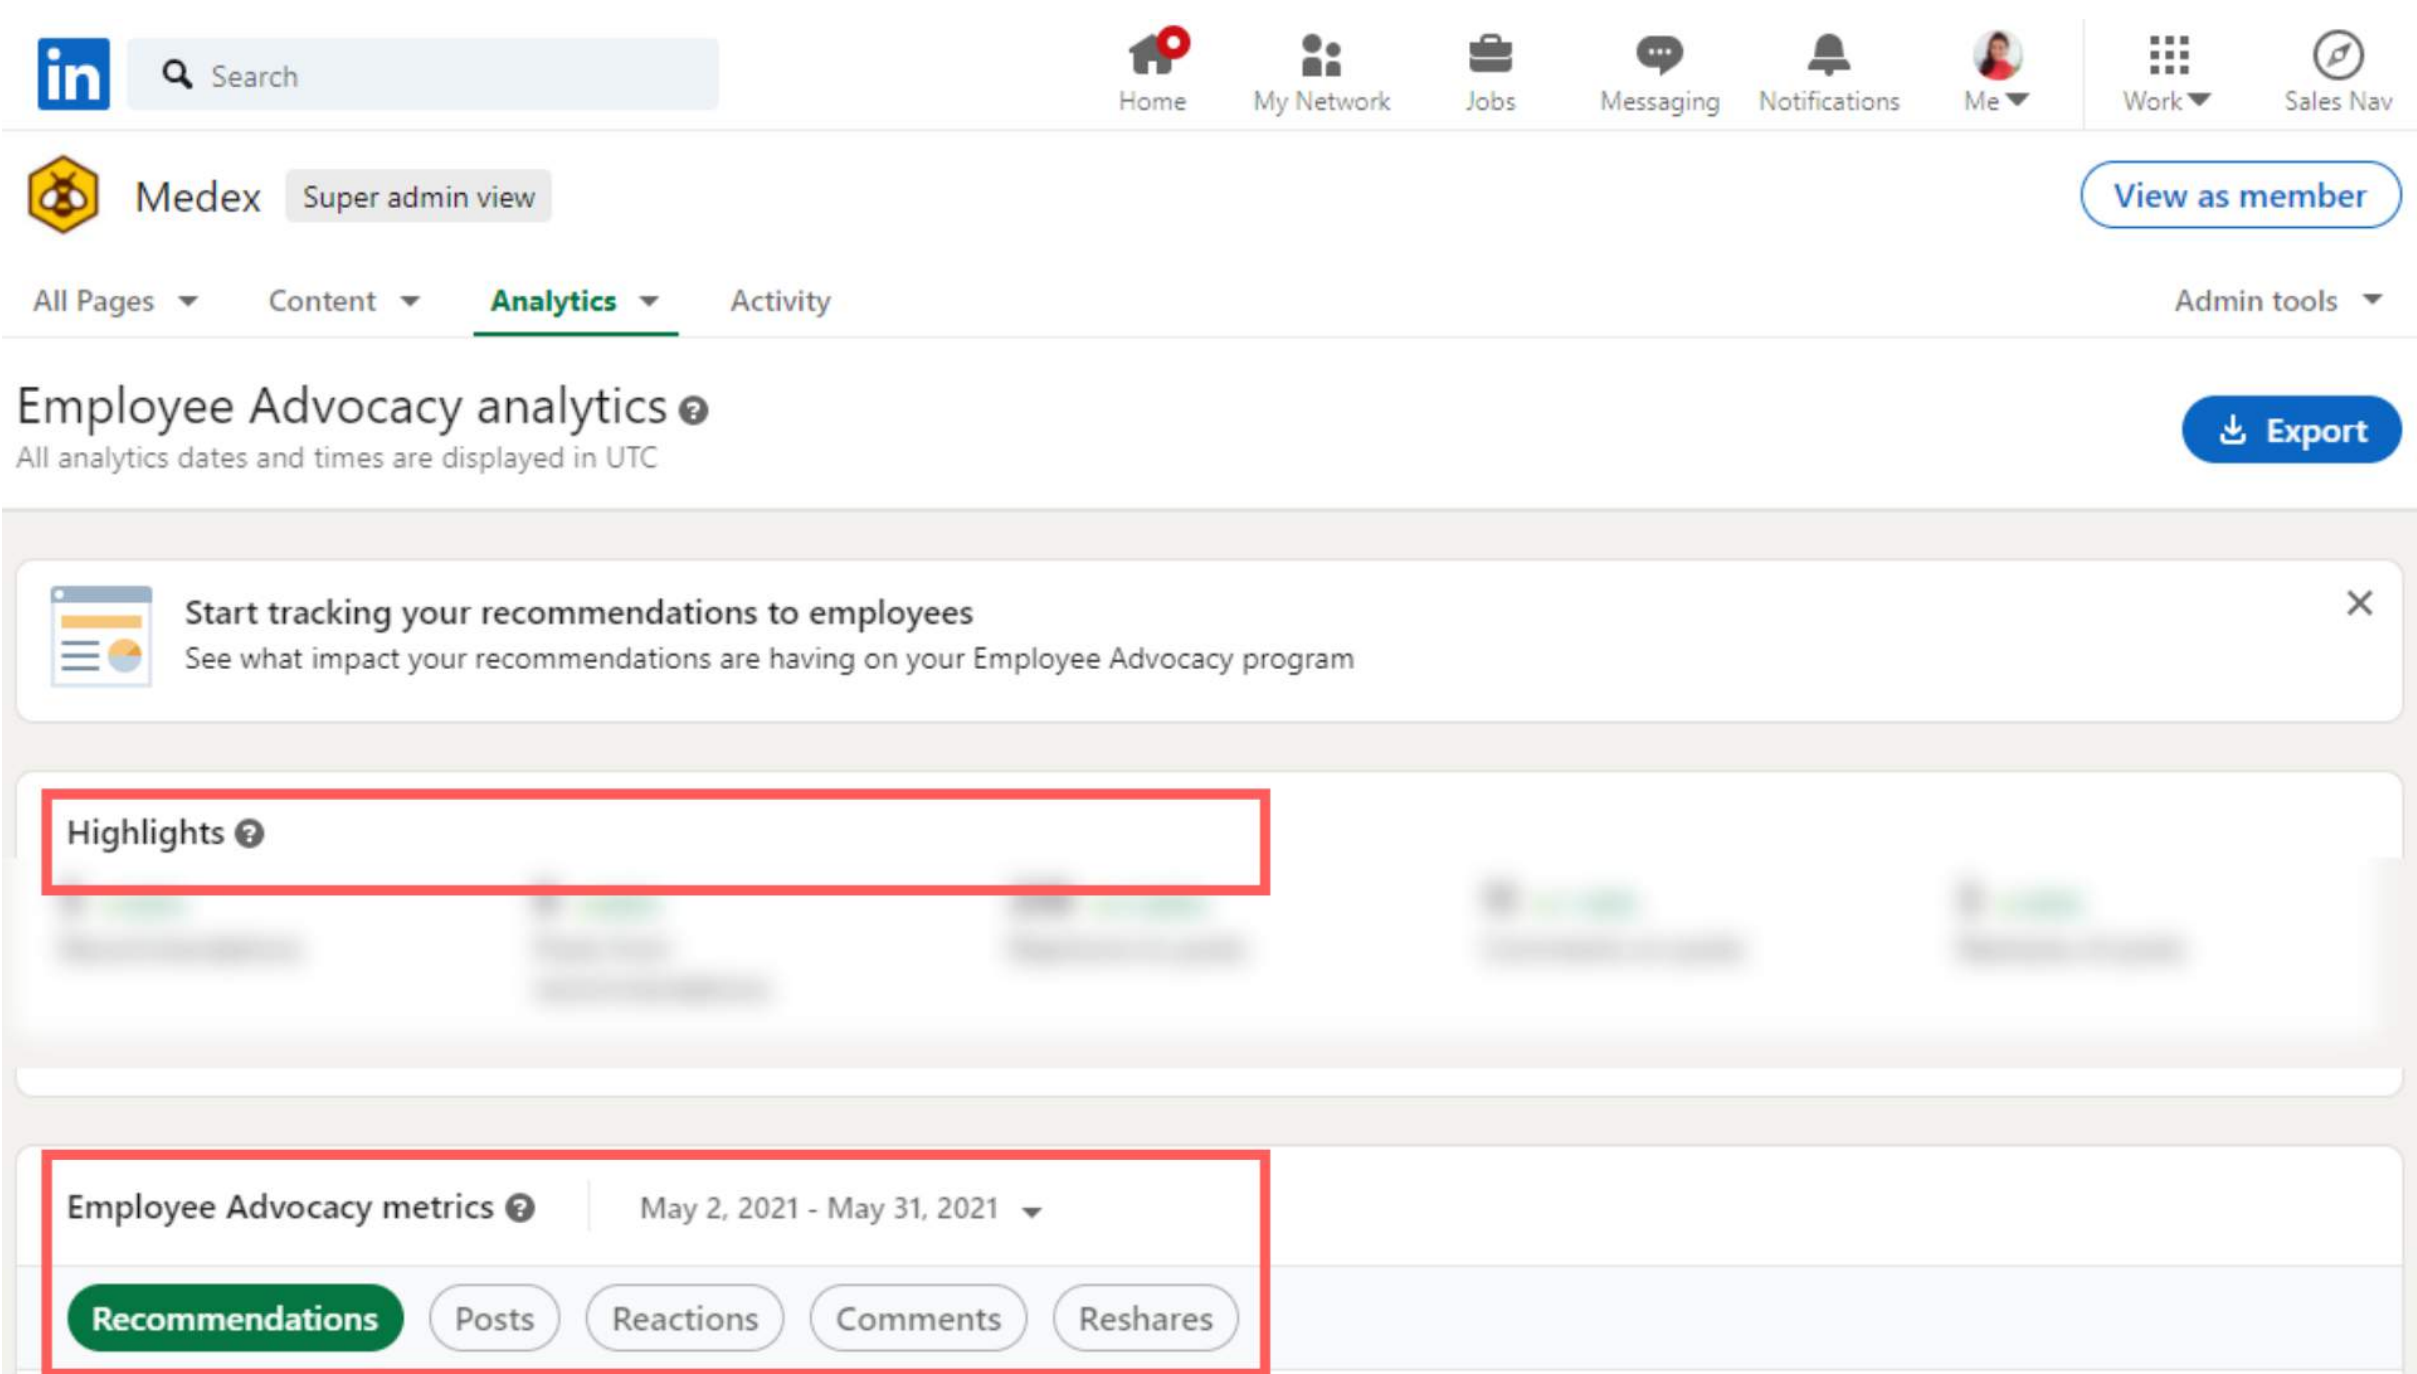 in Search Home My Network Jobs Messaging Notifications Me Work Sales Nav
Medex Super admin view View as member
All Pages Content Analytics Activity Admin tools
Employee Advocacy analytics ?
All analytics dates and times are displayed in UTC
Export
Start tracking your recommendations to employees
See what impact your recommendations are having on your Employee Advocacy program
Highlights ?
Employee Advocacy metrics ? May 2, 2021 - May 31, 2021
Recommendations Posts Reactions Comments Reshares